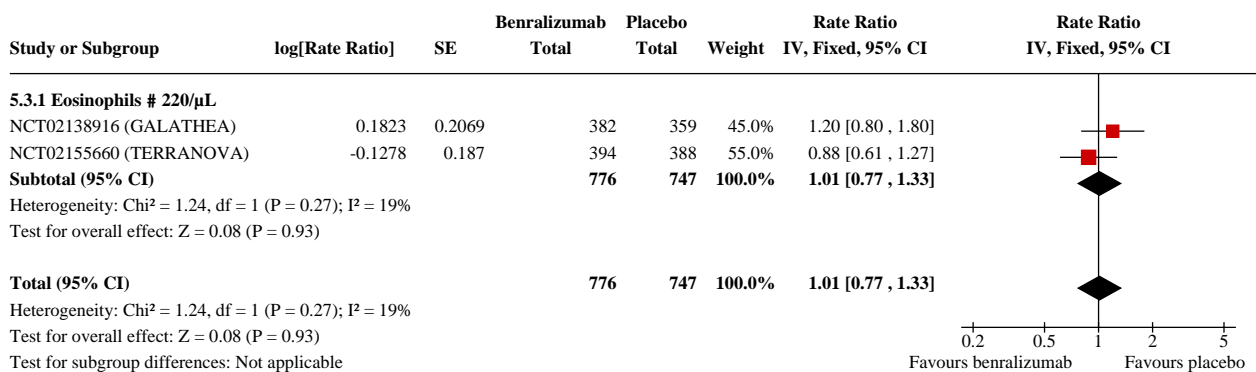 Benralizumab Placebo Rate Ratio Rate Ratio
Study or Subgroup log[Rate Ratio] SE Total Total Weight IV, Fixed, 95% CI IV, Fixed, 95% CI
5.3.1 Eosinophils # 220/µL
NCT02138916 (GALATHEA) 0.1823 0.2069 382 359 45.0% 1.20 [0.80 , 1.80]
NCT02155660 (TERRANOVA) -0.1278 0.187 394 388 55.0% 0.88 [0.61 , 1.27]
Subtotal (95% CI) 776 747 100.0% 1.01 [0.77 , 1.33]
Heterogeneity: Chi² = 1.24, df = 1 (P = 0.27); I² = 19%
Test for overall effect: Z = 0.08 (P = 0.93)
Total (95% CI) 776 747 100.0% 1.01 [0.77 , 1.33]
Heterogeneity: Chi² = 1.24, df = 1 (P = 0.27); I² = 19%
Test for overall effect: Z = 0.08 (P = 0.93)
0.2 0.5 1 2 5
Test for subgroup differences: Not applicable Favours benralizumab Favours placebo